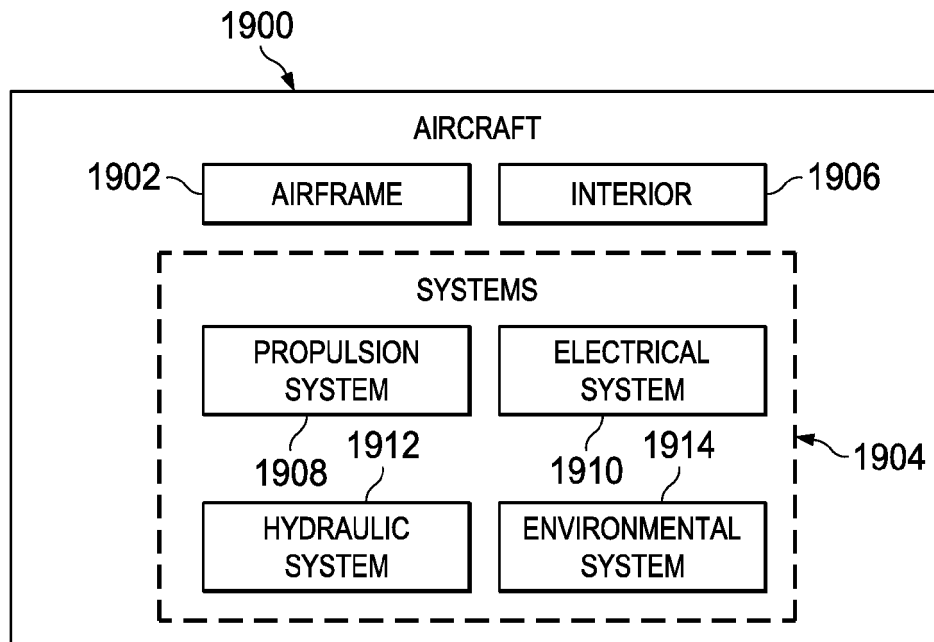 1900
AIRCRAFT
1902
AIRFRAME
INTERIOR
1906
SYSTEMS
PROPULSION
SYSTEM
ELECTRICAL
SYSTEM
1908
1912
1910
1914
1904
HYDRAULIC
SYSTEM
ENVIRONMENTAL
SYSTEM